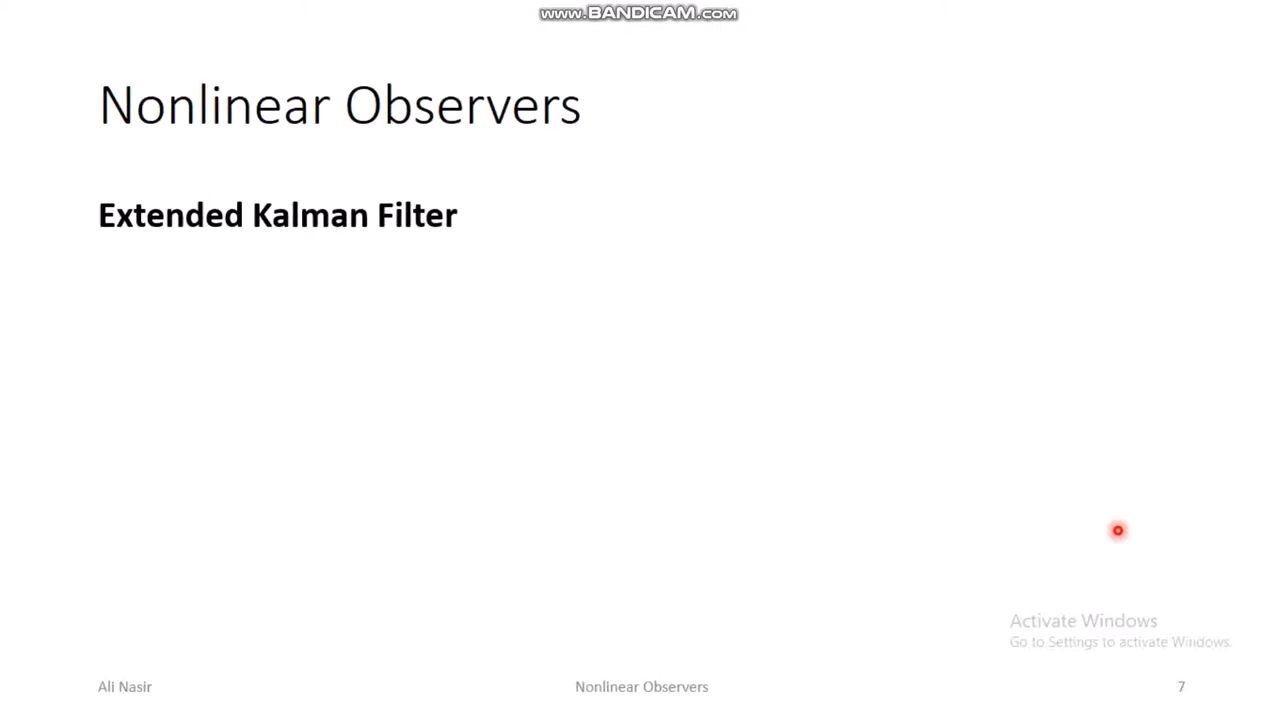 www.BANDICAM.com
Nonlinear Observers
Extended Kalman Filter
Activate Windows
Go to Settings to activate Windows.
Ali Nasir
Nonlinear Observers
7